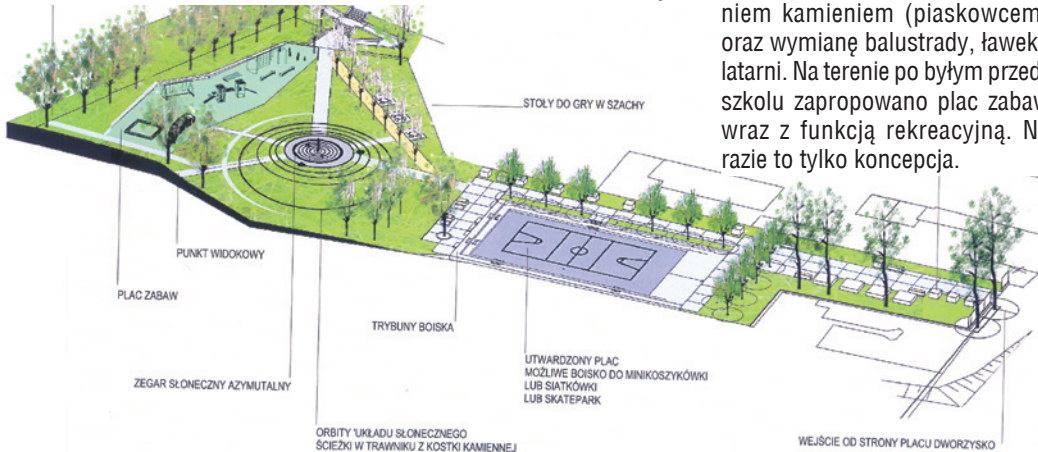 niem kamieniem (piaskowcem
oraz wymianę balustrady, ławek
latarni. Na terenie po byłym przed
szkolu zapropowano plac zabaw
wraz z funkcją rekreacyjną. N
razie to tylko koncepcja.
STOŁY DO GRY W SZACHY
PUNKT WIDOKOWY
PLAC ZABAW
TRYBUNY BOISKA
ZEGAR SŁONECZNY AZYMUTALNY
UTWARDZONY PLAC
MOŻLIWE BOISKO DO MINIKOSZYKÓWKI
LUB SIATKÓWKI
LUB SKATEPARK
ORBITY 'UKŁADU SŁONECZNEGO
ŚCIEŻKI W TRAWNIKU Z KOSTKI KAMIENNEJ
WEJŚCIE OD STRONY PLACU DWORZYSKO